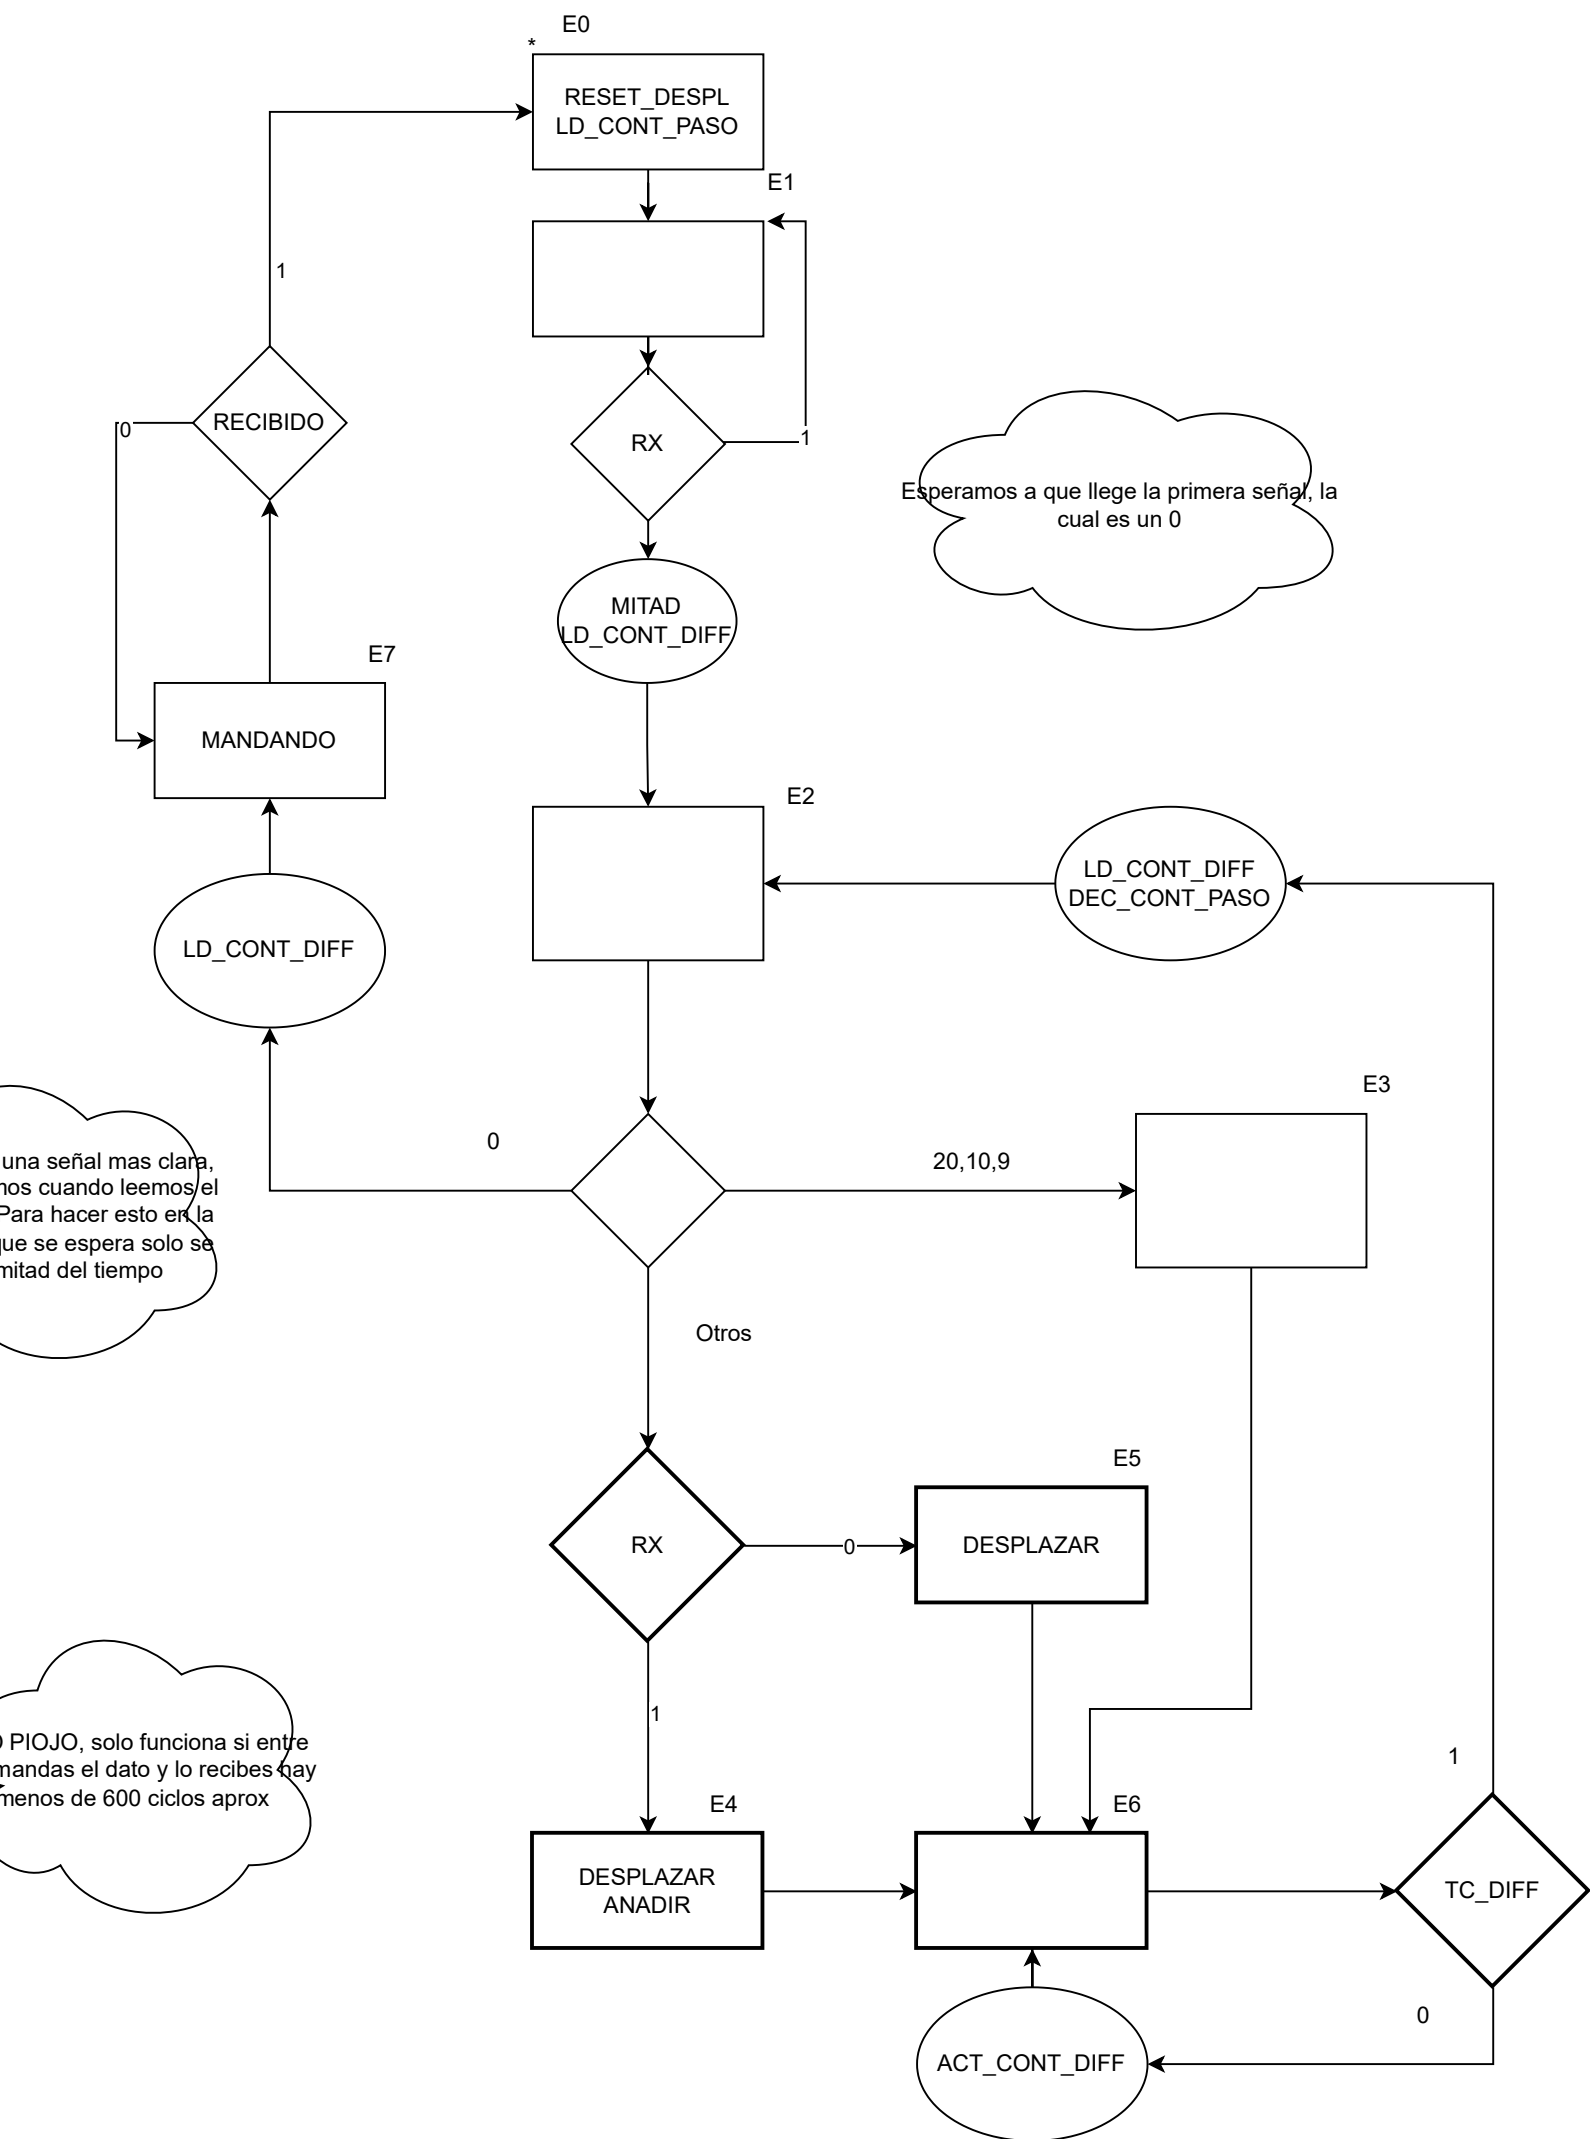 E0
*
RESET_DESPL
LD_CONT_PASO
E1
1
RECIBIDO
0
RX
1
Esperamos a que llege la primera señal, la
cual es un 0
MITAD
LD_CONT_DIFF
E7
MANDANDO
E2
LD_CONT_DIFF
DEC_CONT_PASO
LD_CONT_DIFF
E3
0
20,10,9
una señal mas clara,
mos cuando leemos el
Para hacer esto en la
que se espera solo se
mitad del tiempo
Otros
E5
RX
0
DESPLAZAR
1
O PIOJO, solo funciona si entre
mandas el dato y lo recibes hay
menos de 600 ciclos aprox
1
E4
E6
DESPLAZAR
ANADIR
TC_DIFF
0
ACT_CONT_DIFF